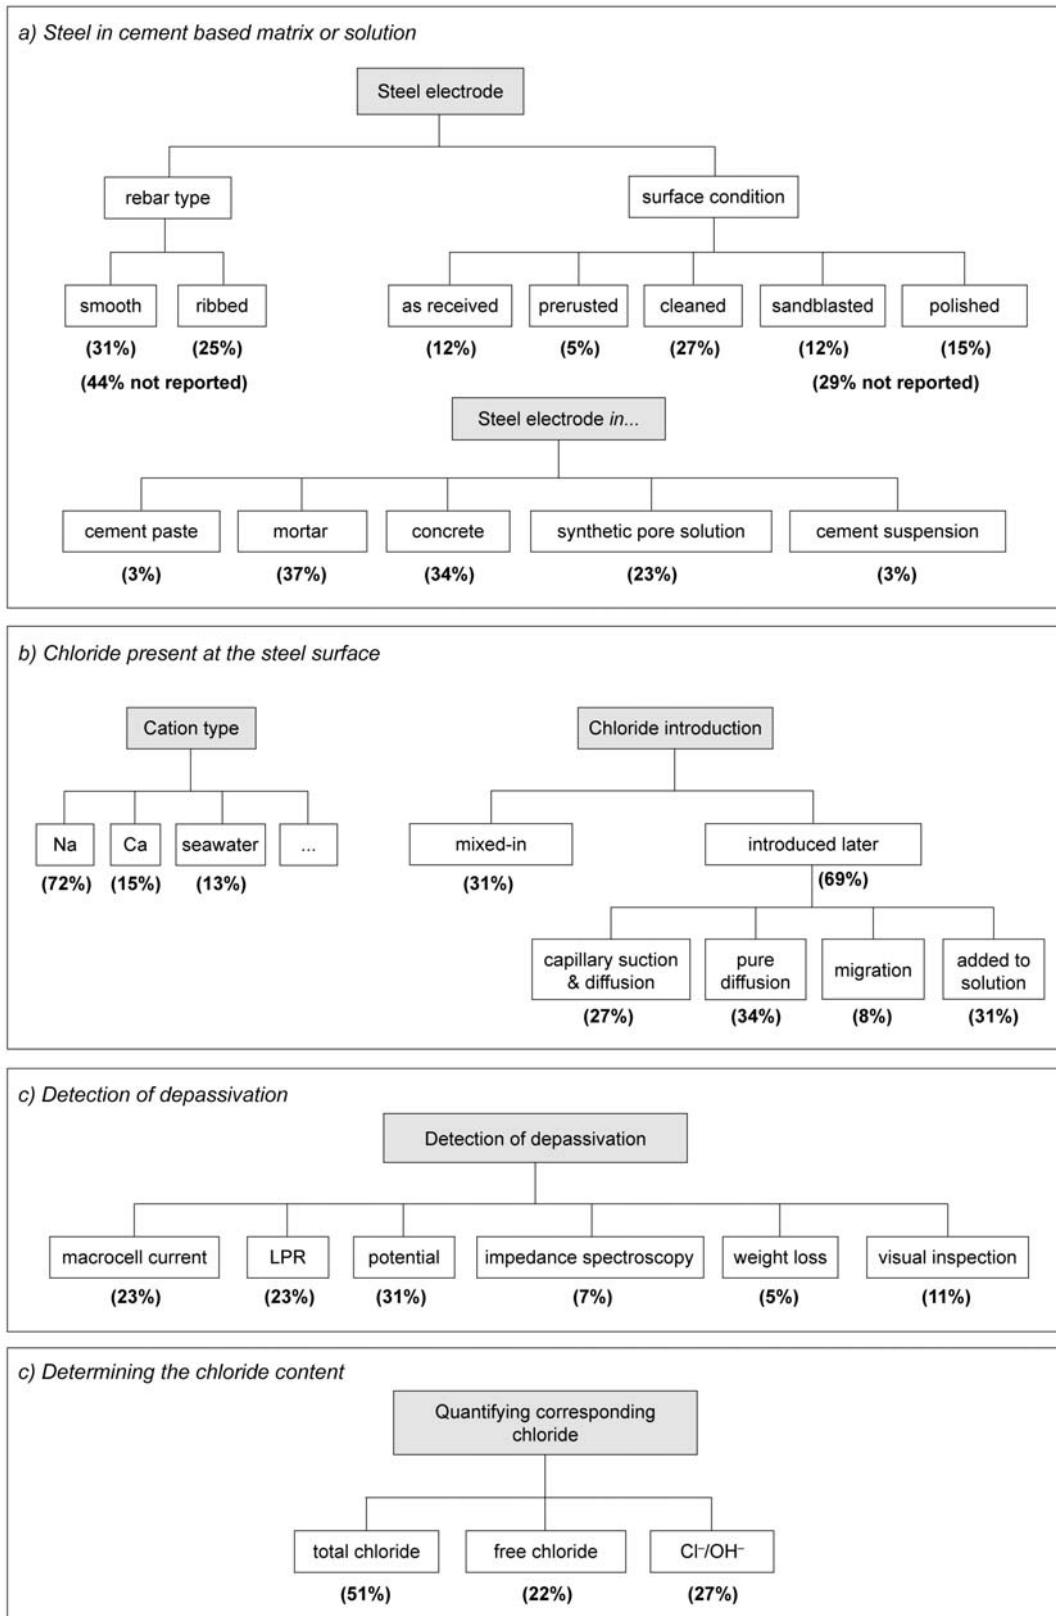 a) Steel in cement based matrix or solution
Steel electrode
rebar type
surface condition
smooth
ribbed
as received
prerusted
cleaned
sandblasted
polished
(31%)
(25%)
(12%)
(5%)
(27%)
(12%)
(15%)
(44% not reported)
(29% not reported)
Steel electrode in...
cement paste
mortar
concrete
synthetic pore solution
cement suspension
(3%)
(37%)
(34%)
(23%)
(3%)
b) Chloride present at the steel surface
Cation type
Chloride introduction
Na
Ca
seawater
...
mixed-in
introduced later
(72%)
(15%)
(13%)
(31%)
(69%)
capillary suction
& diffusion
pure
diffusion
migration
added to
solution
(27%)
(34%)
(8%)
(31%)
c) Detection of depassivation
Detection of depassivation
macrocell current
LPR
potential
impedance spectroscopy
weight loss
visual inspection
(23%)
(23%)
(31%)
(7%)
(5%)
(11%)
c) Determining the chloride content
Quantifying corresponding
chloride
total chloride
free chloride
Cl⁻/OH⁻
(51%)
(22%)
(27%)